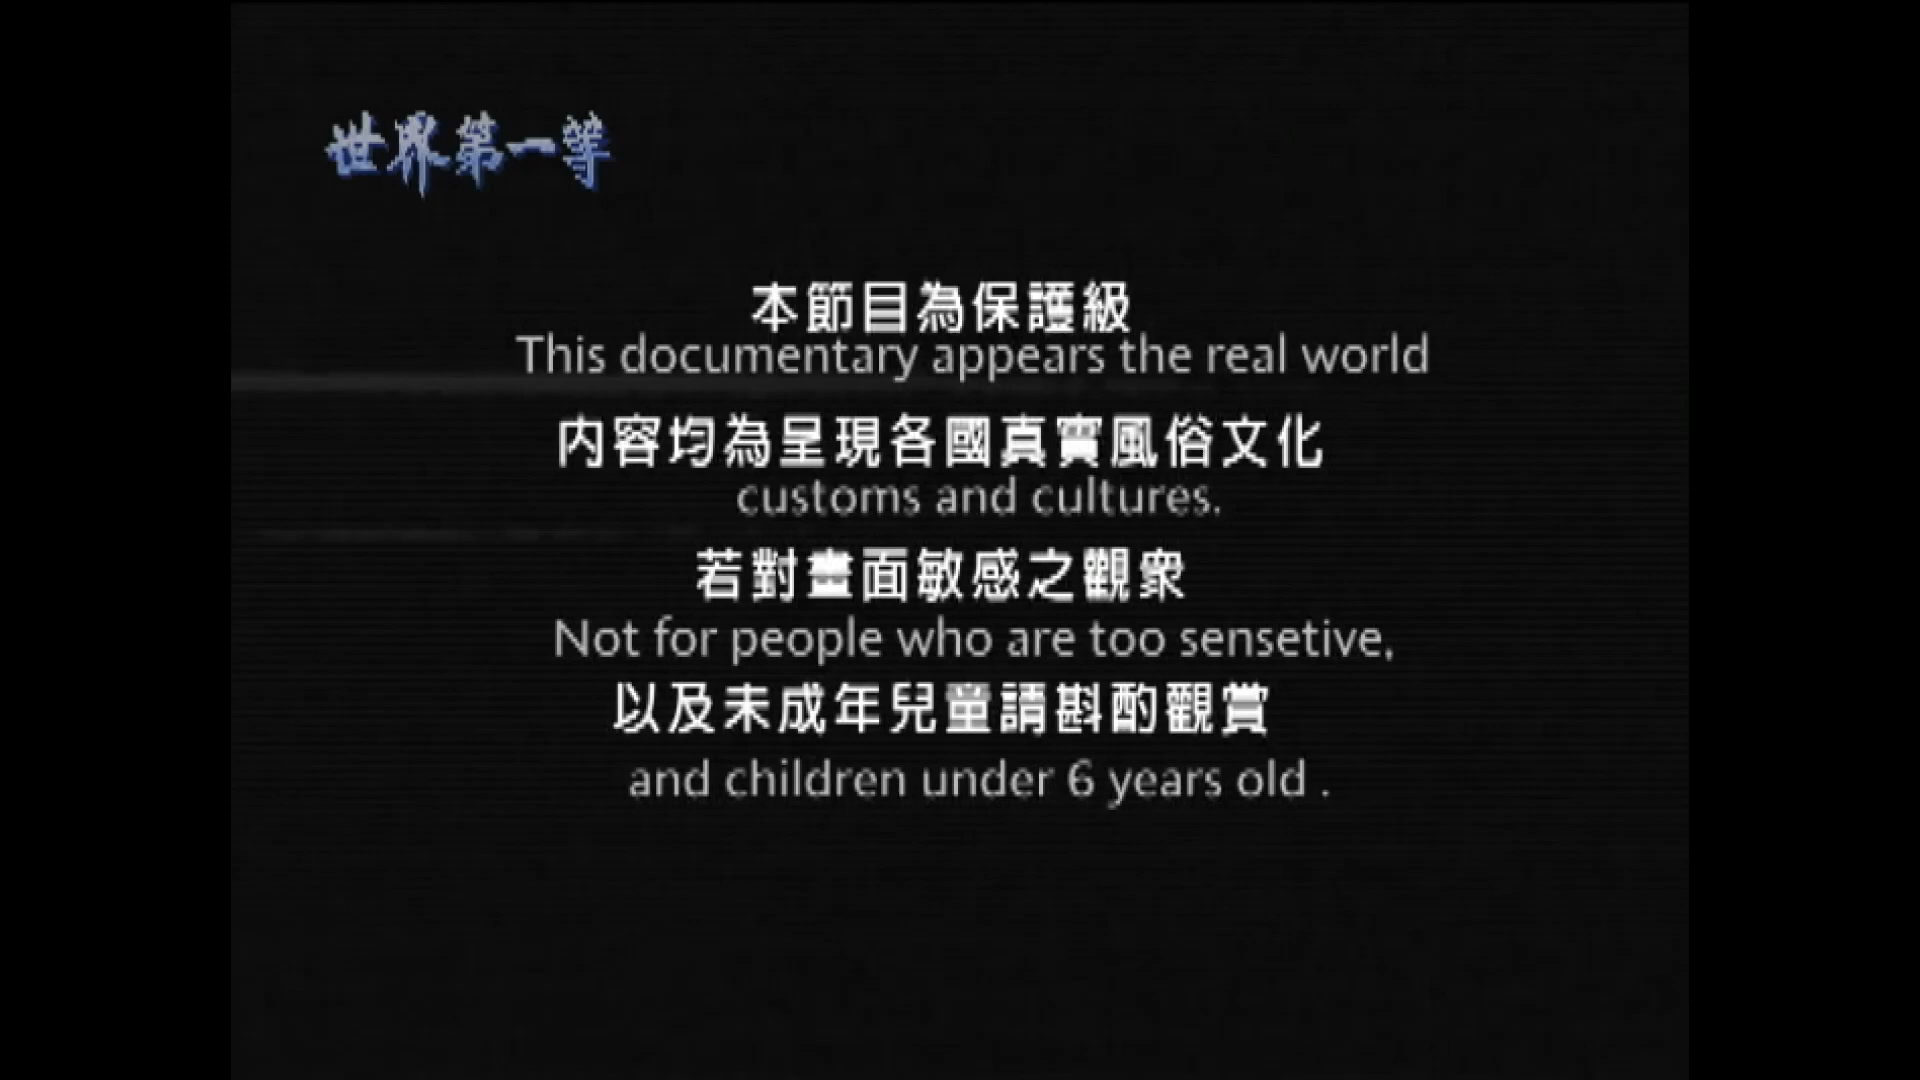 世界第一等
本節目為保護級
This documentary appears the real world
內容均為呈現各國真實風俗文化
customs and cultures.
若對畫面敏感之觀眾
Not for people who are too sensetive,
以及未成年兒童請斟酌觀賞
and children under 6 years old .